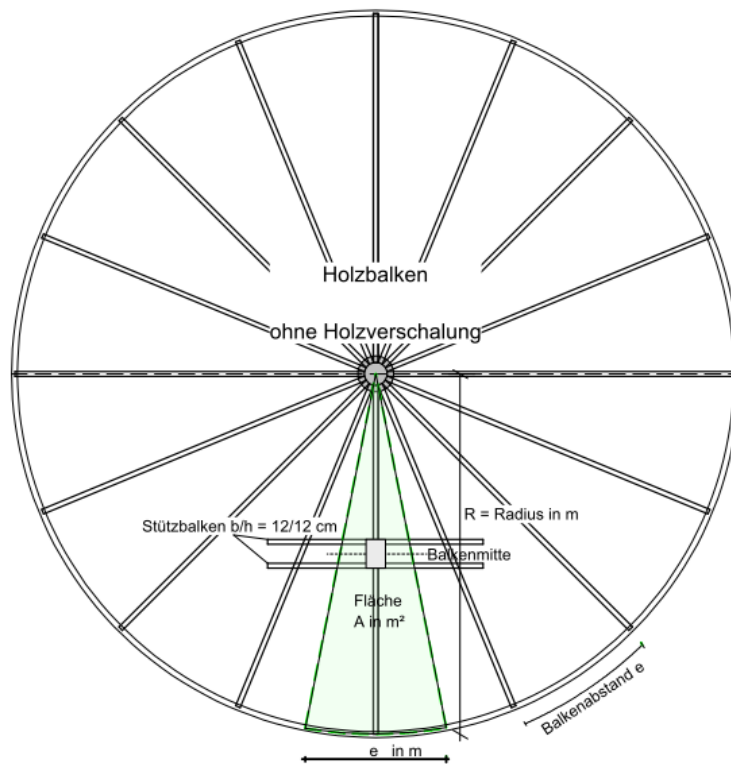 Holzbalken
ohne Holzverschalung
R = Radius in m
Stützbalken b/h = 12/12 cm
Balkenmitte
Fläche
A in m²
Balkenabstand e
e in m